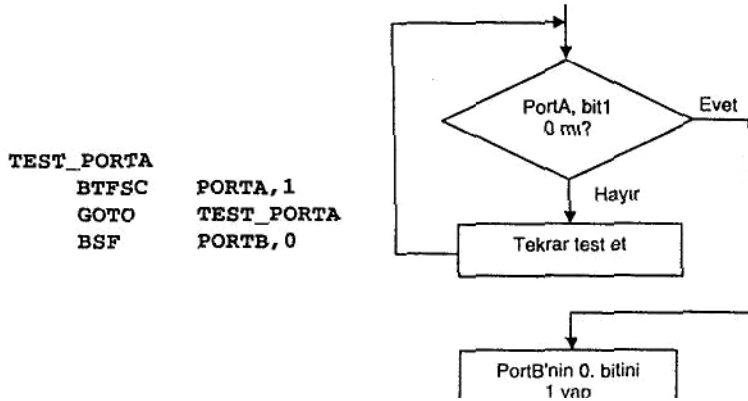 TEST_PORTA
BTFSC PORTA,1
GOTO TEST_PORTA
BSF PORTB,0
PortA, bit1
0 mı?
Evet
Hayır
Tekrar test et
PortB'nin 0. bitini
1 yap